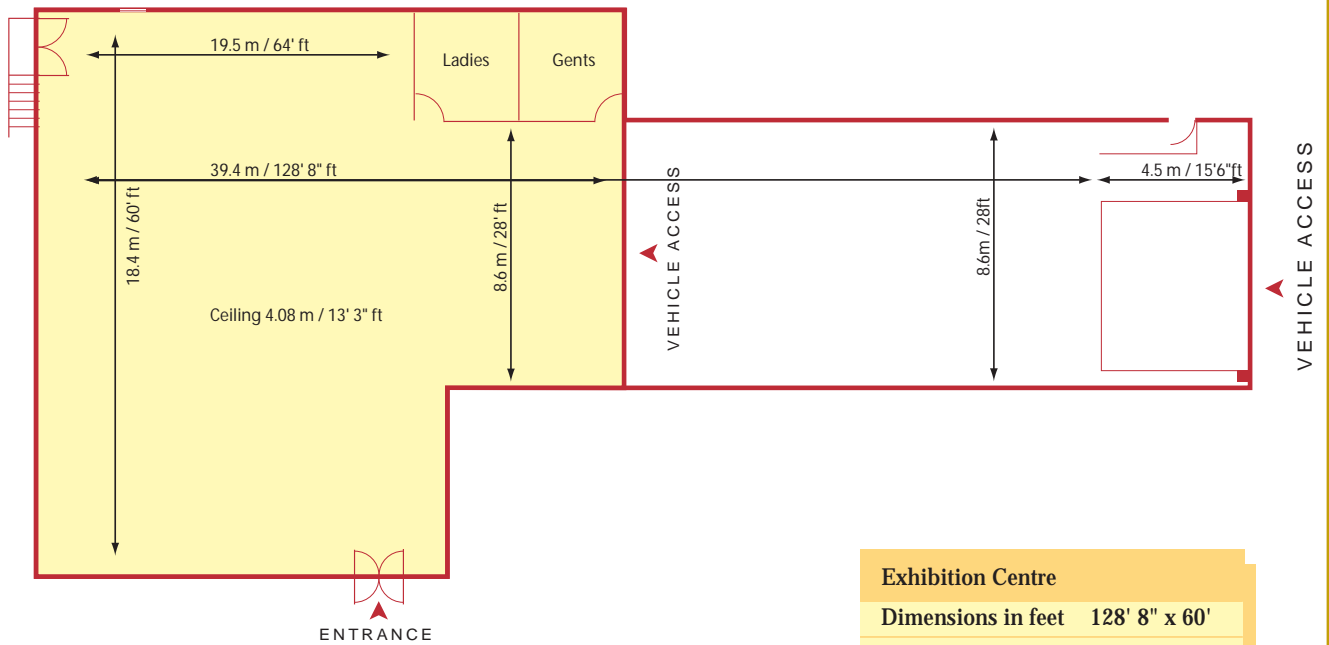 19.5 m / 64' ft
Ladies
Gents
39.4 m / 128' 8" ft
4.5 m / 15'6"ft
18.4 m / 60' ft
8.6 m / 28' ft
VEHICLE ACCESS
8.6m / 28ft
VEHICLE ACCESS
Ceiling 4.08 m / 13' 3" ft
ENTRANCE
Exhibition Centre
Dimensions in feet 128' 8" x 60'